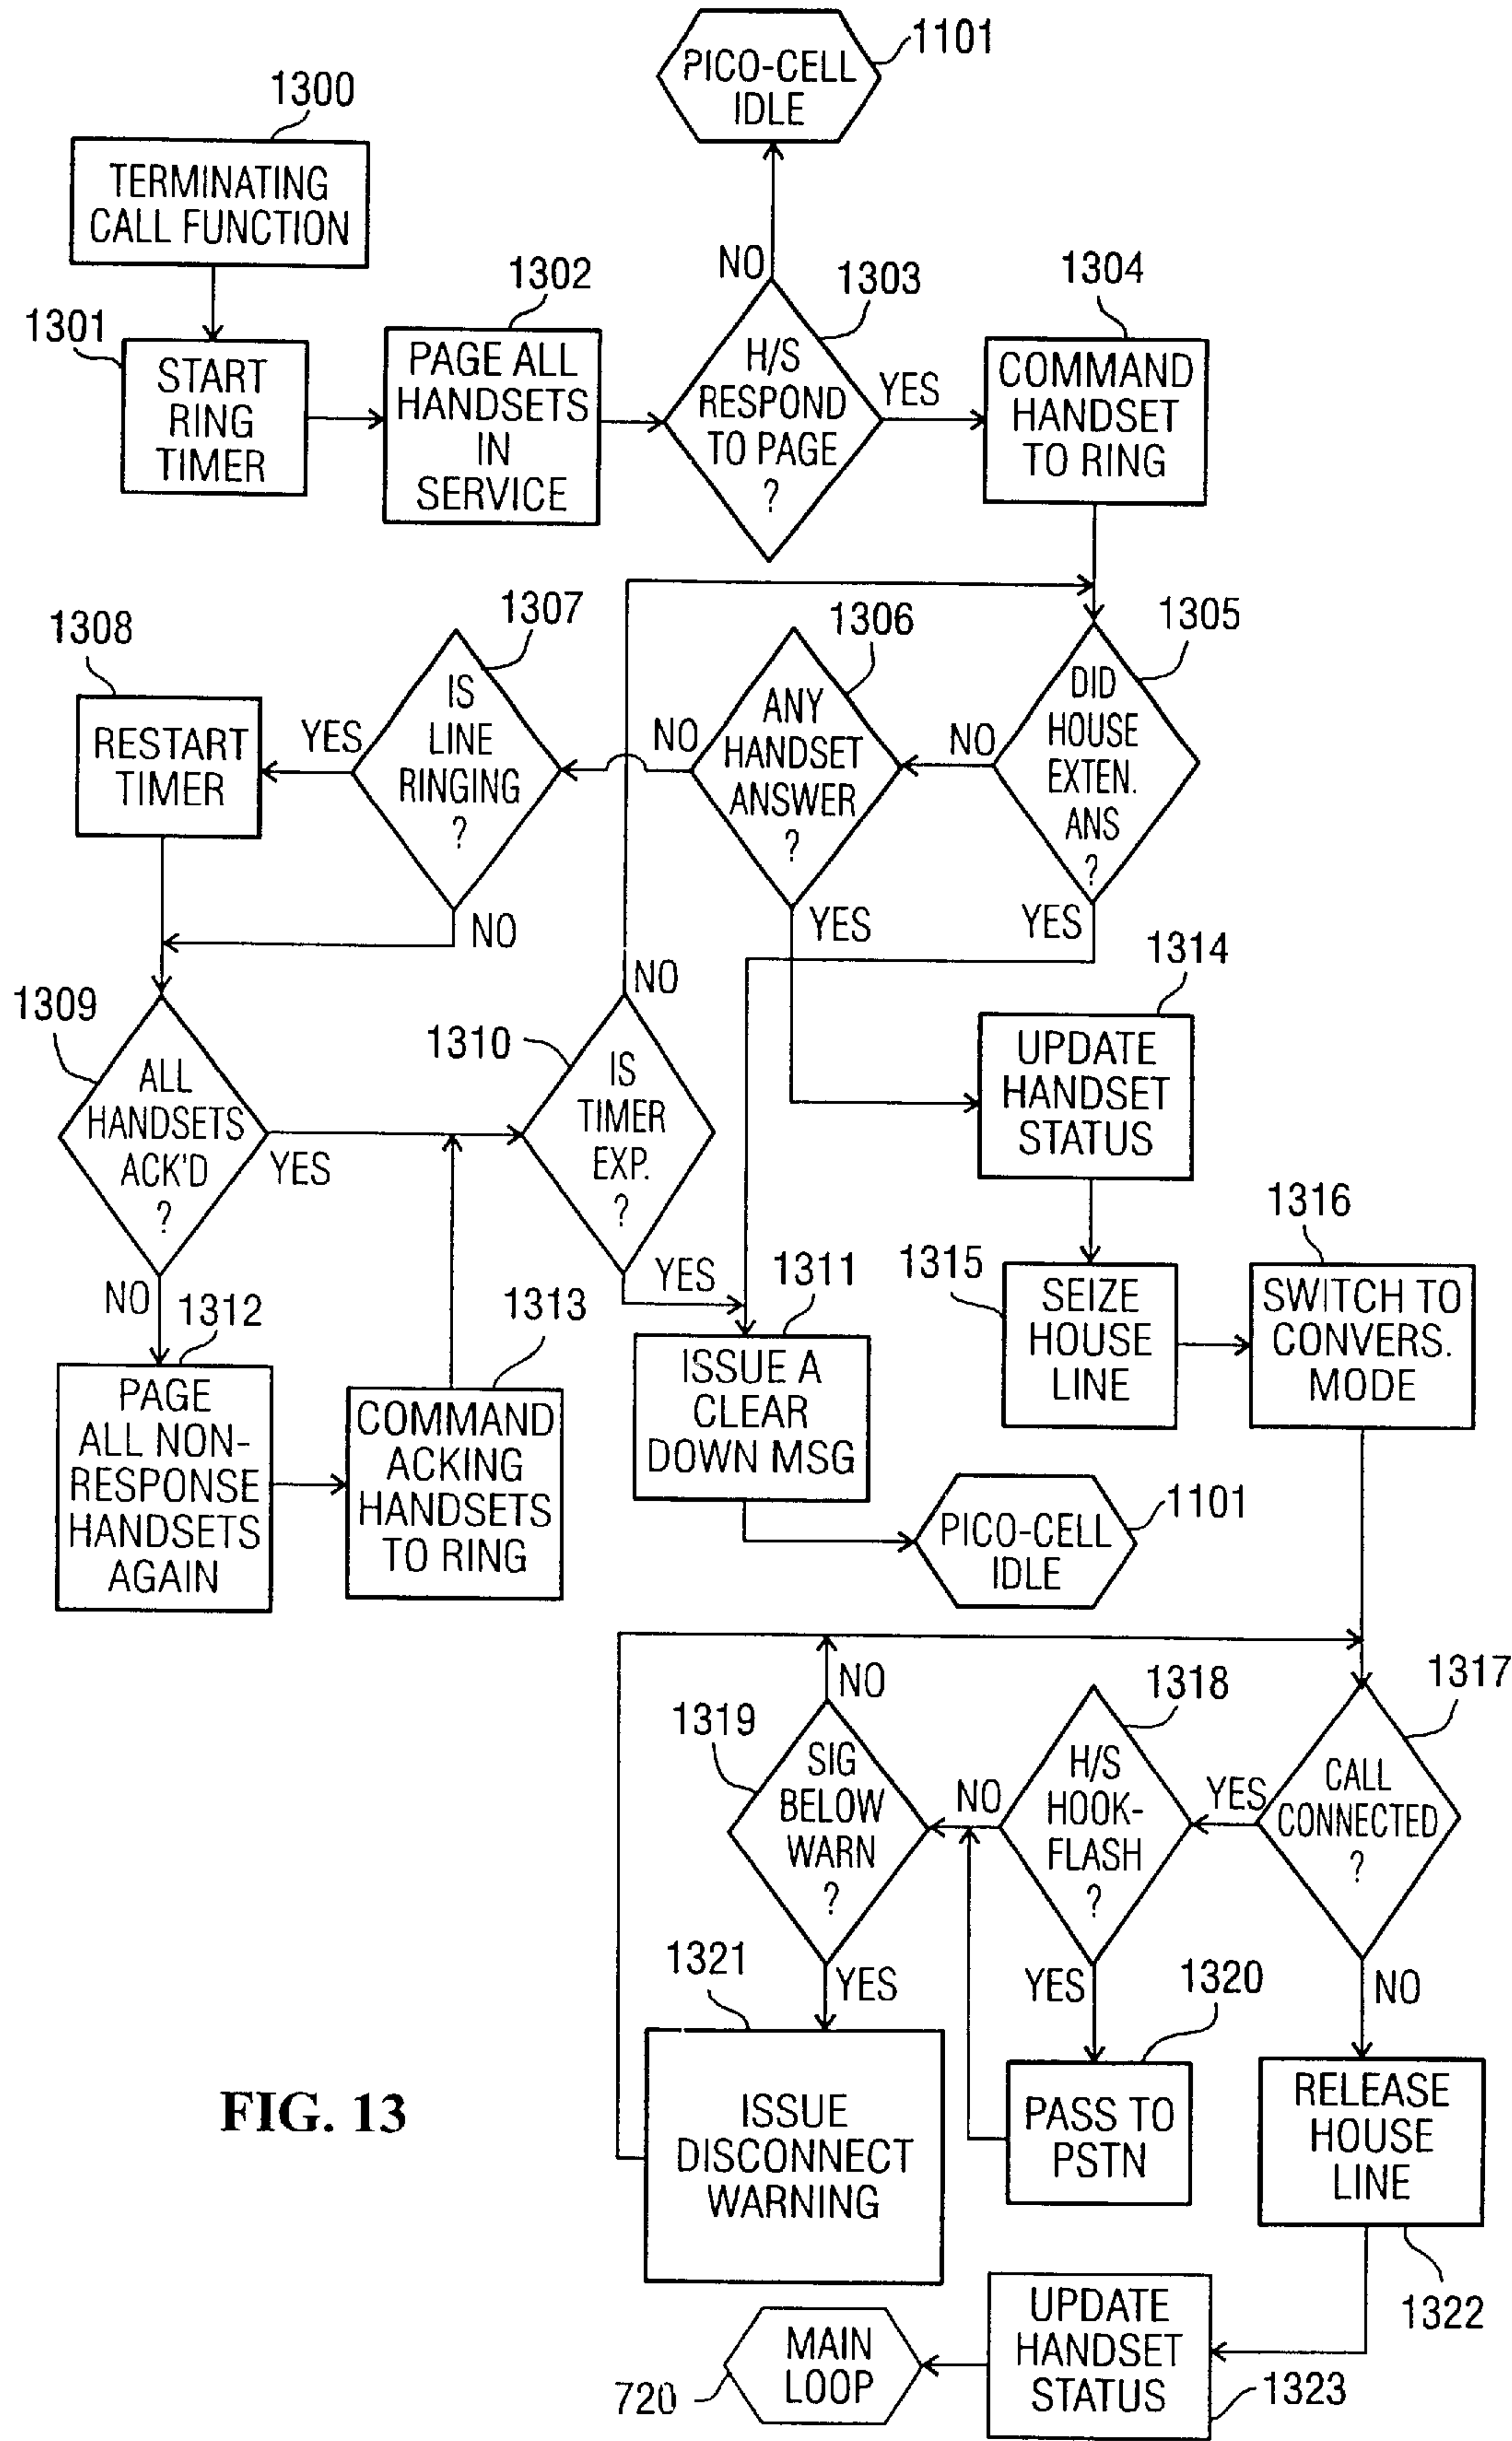 1101
PICO-CELL
IDLE
1300
TERMINATING
CALL FUNCTION
1301
START
RING
TIMER
1302
PAGE ALL
HANDSETS
IN
SERVICE
NO
1303
H/S
RESPOND
TO PAGE
?
YES
1304
COMMAND
HANDSET
TO RING
1305
DID
HOUSE
EXTEN.
ANS
?
NO
YES
1306
ANY
HANDSET
ANSWER
?
NO
YES
1307
IS
LINE
RINGING
?
YES
NO
1308
RESTART
TIMER
1309
ALL
HANDSETS
ACK'D
?
YES
NO
1310
IS
TIMER
EXP.
?
NO
YES
1311
ISSUE A
CLEAR
DOWN MSG
1101
PICO-CELL
IDLE
1312
PAGE
ALL NON-
RESPONSE
HANDSETS
AGAIN
1313
COMMAND
ACKING
HANDSETS
TO RING
1314
UPDATE
HANDSET
STATUS
1315
SEIZE
HOUSE
LINE
1316
SWITCH TO
CONVERS.
MODE
1317
CALL
CONNECTED
?
YES
NO
1318
H/S
HOOK-
FLASH
?
NO
YES
1319
SIG
BELOW
WARN
?
NO
YES
1320
PASS TO
PSTN
1321
ISSUE
DISCONNECT
WARNING
RELEASE
HOUSE
LINE
1322
UPDATE
HANDSET
STATUS
1323
MAIN
LOOP
720
FIG. 13